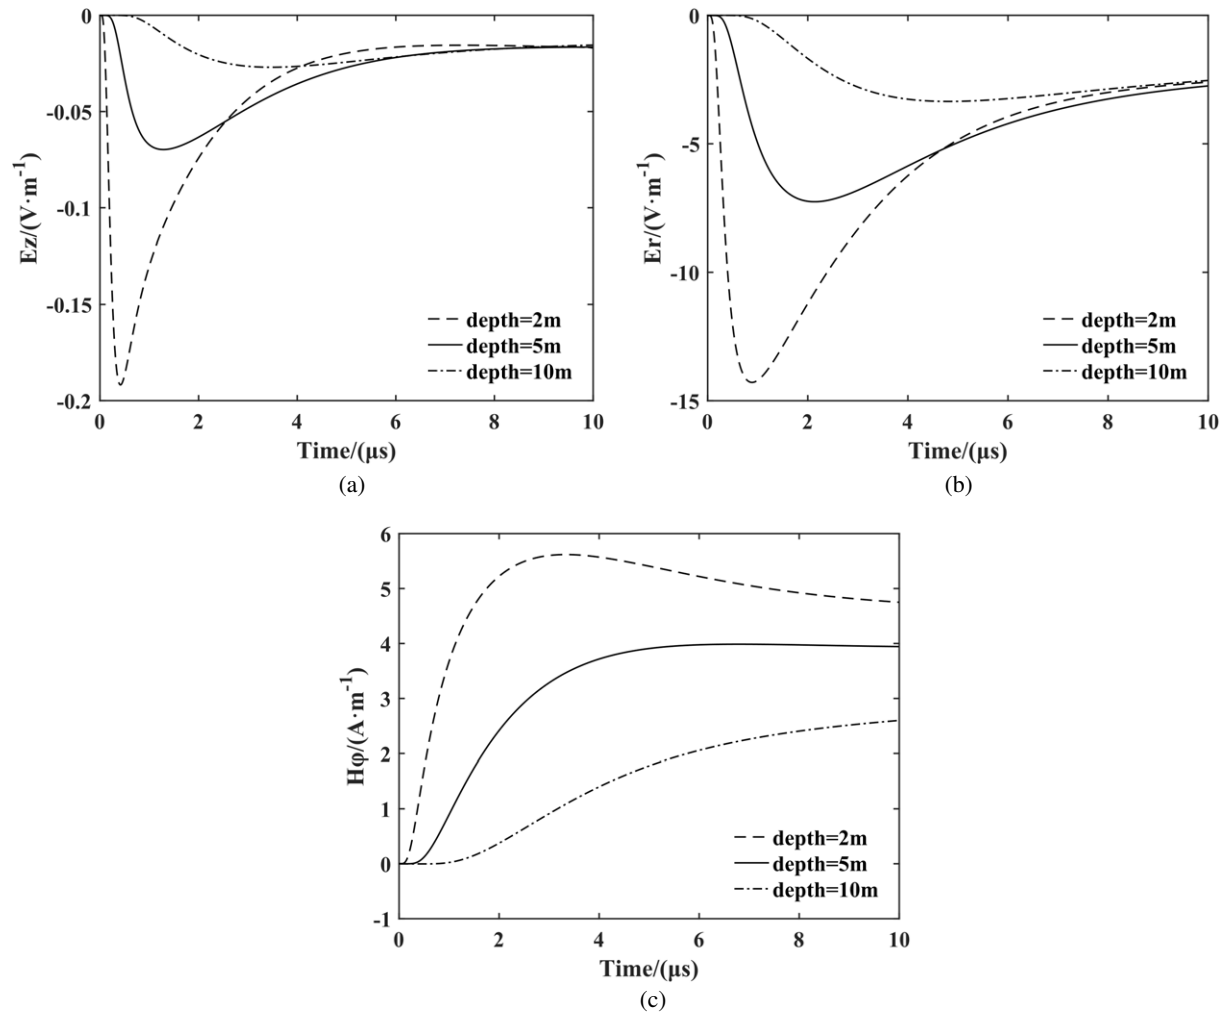 0
-0.05
-0.1
-0.15
-0.2
Ez/(V·m⁻¹)
depth=2m
depth=5m
depth=10m
0 2 4 6 8 10
Time/(μs)
(a)
0
-5
-10
-15
Er/(V·m⁻¹)
depth=2m
depth=5m
depth=10m
0 2 4 6 8 10
Time/(μs)
(b)
6
5
4
3
2
1
0
-1
Hφ/(A·m⁻¹)
depth=2m
depth=5m
depth=10m
0 2 4 6 8 10
Time/(μs)
(c)